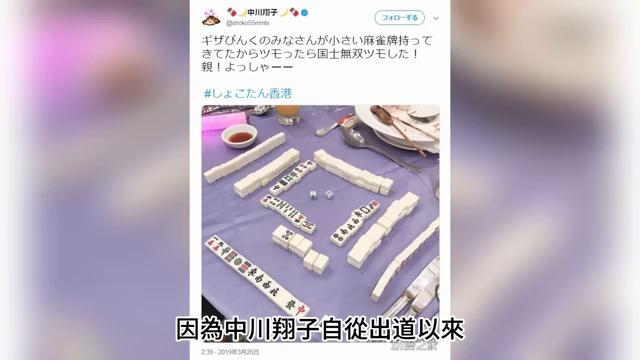 中川翔子
@shoko55mmts
フォローする
ギザぴんくのみなさんが小さい麻雀牌持って
きてたからツモったら国士無双ツモした！
親！よっしゃーー
#しょこたん香港
因為中川翔子自從出道以來
2:39 - 2019年3月26日